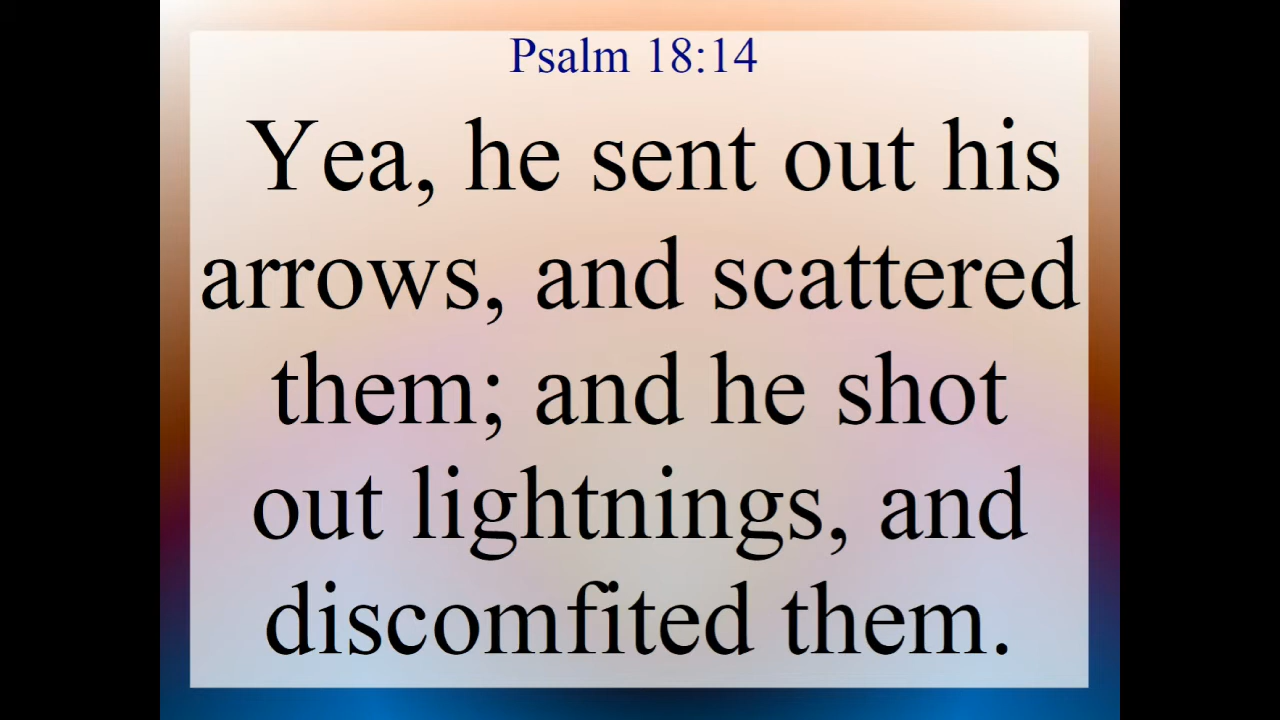 Psalm 18:14
Yea, he sent out his
arrows, and scattered
them; and he shot
out lightnings, and
discomfited them.